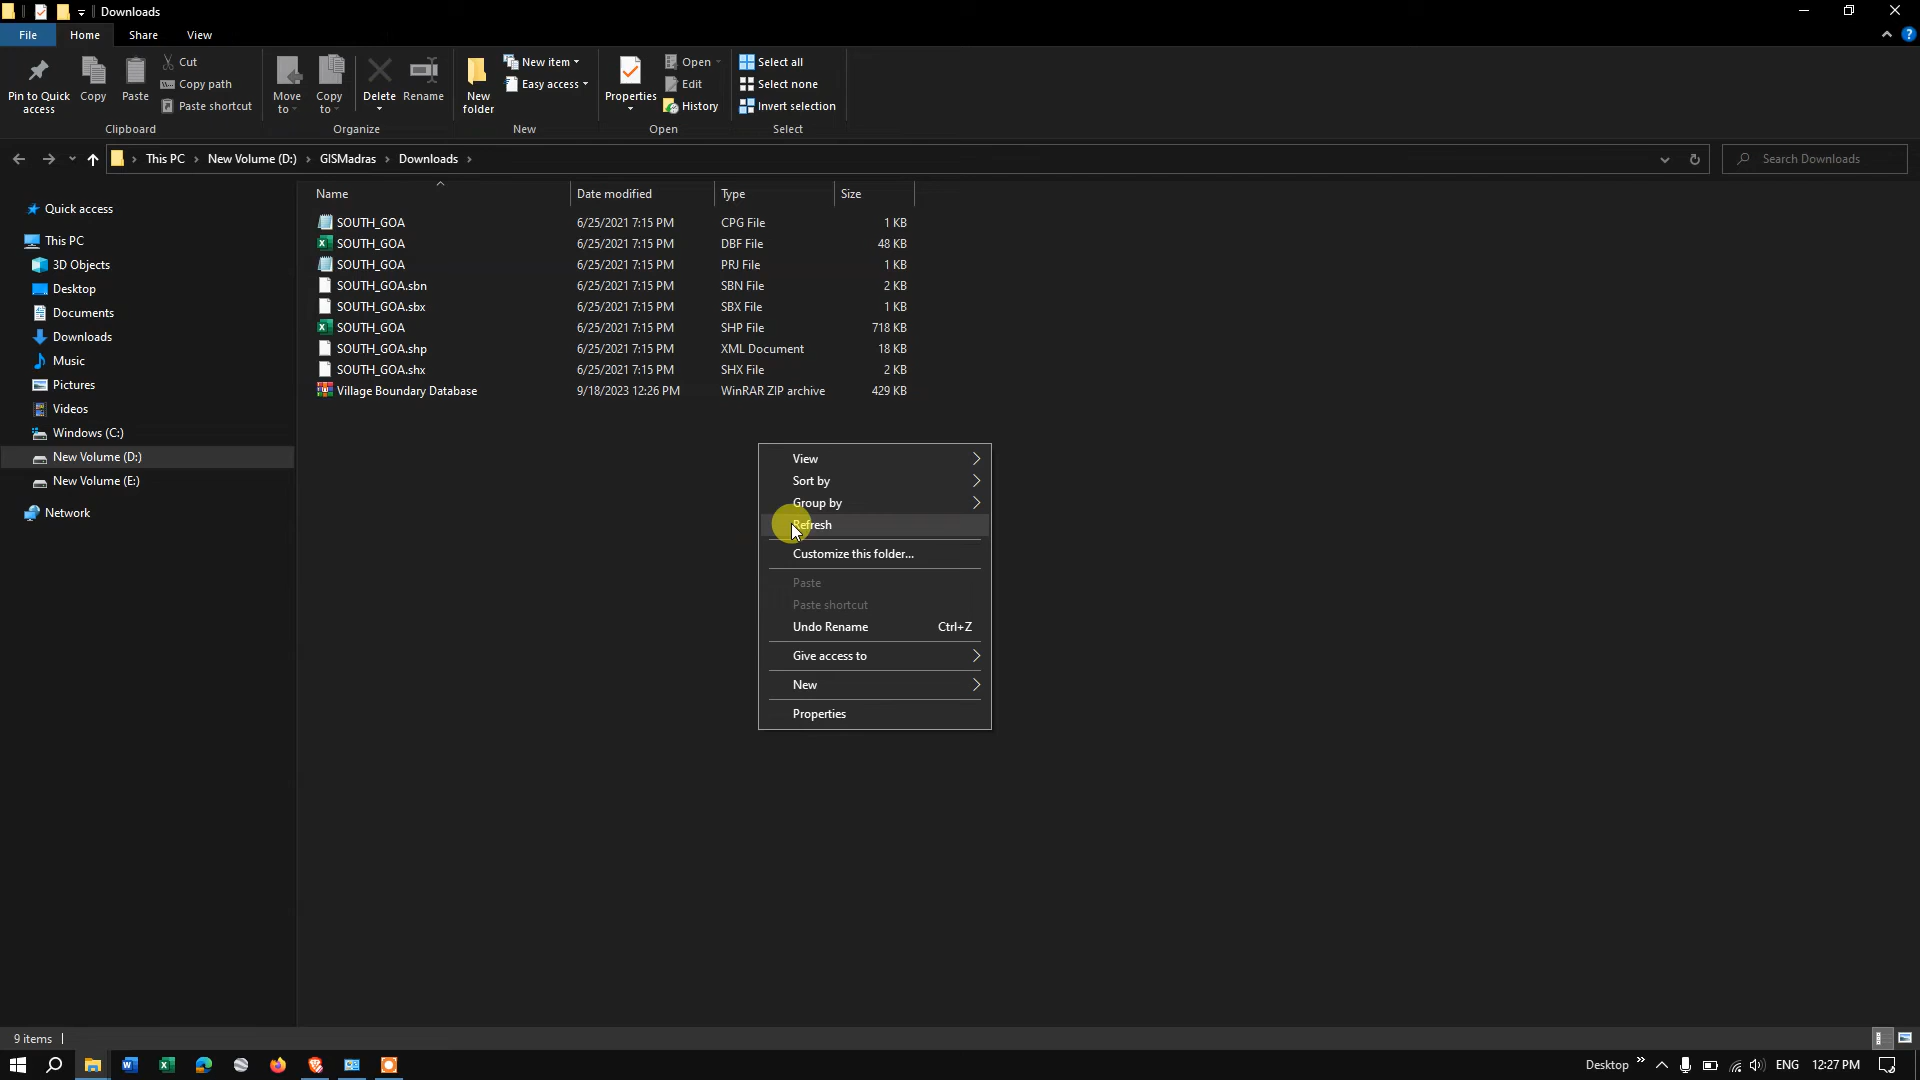 Downloads
File Home Share View
Pin to Quick access
Copy
Paste
Cut
Copy path
Paste shortcut
Clipboard
Move to
Copy to
Delete
Rename
Organize
New folder
New item
Easy access
New
Properties
Open
Edit
History
Open
Select all
Select none
Invert selection
Select
This PC New Volume (D:) GISMadras Downloads
Search Downloads
Quick access
This PC
3D Objects
Desktop
Documents
Downloads
Music
Pictures
Videos
Windows (C:)
New Volume (D:)
New Volume (E:)
Network
Name Date modified Type Size
SOUTH_GOA 6/25/2021 7:15 PM CPG File 1 KB
SOUTH_GOA 6/25/2021 7:15 PM DBF File 48 KB
SOUTH_GOA 6/25/2021 7:15 PM PRJ File 1 KB
SOUTH_GOA.sbn 6/25/2021 7:15 PM SBN File 2 KB
SOUTH_GOA.sbx 6/25/2021 7:15 PM SBX File 1 KB
SOUTH_GOA 6/25/2021 7:15 PM SHP File 718 KB
SOUTH_GOA.shp 6/25/2021 7:15 PM XML Document 18 KB
SOUTH_GOA.shx 6/25/2021 7:15 PM SHX File 2 KB
Village Boundary Database 9/18/2023 12:26 PM WinRAR ZIP archive 429 KB
View
Sort by
Group by
Refresh
Customize this folder...
Paste
Paste shortcut
Undo Rename Ctrl+Z
Give access to
New
Properties
9 items
Desktop ENG 12:27 PM